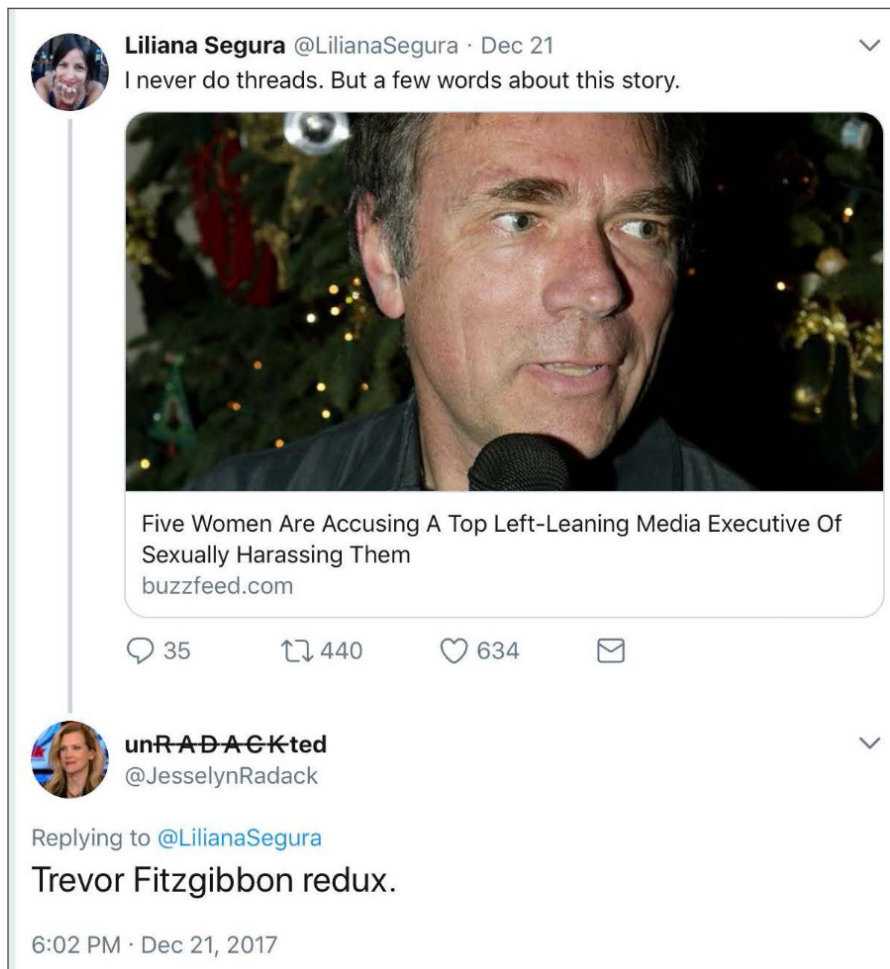 Liliana Segura @LilianaSegura · Dec 21
I never do threads. But a few words about this story.
Five Women Are Accusing A Top Left-Leaning Media Executive Of
Sexually Harassing Them
buzzfeed.com
35 440 634
unRADACKted
@JesselynRadack
Replying to @LilianaSegura
Trevor Fitzgibbon redux.
6:02 PM · Dec 21, 2017